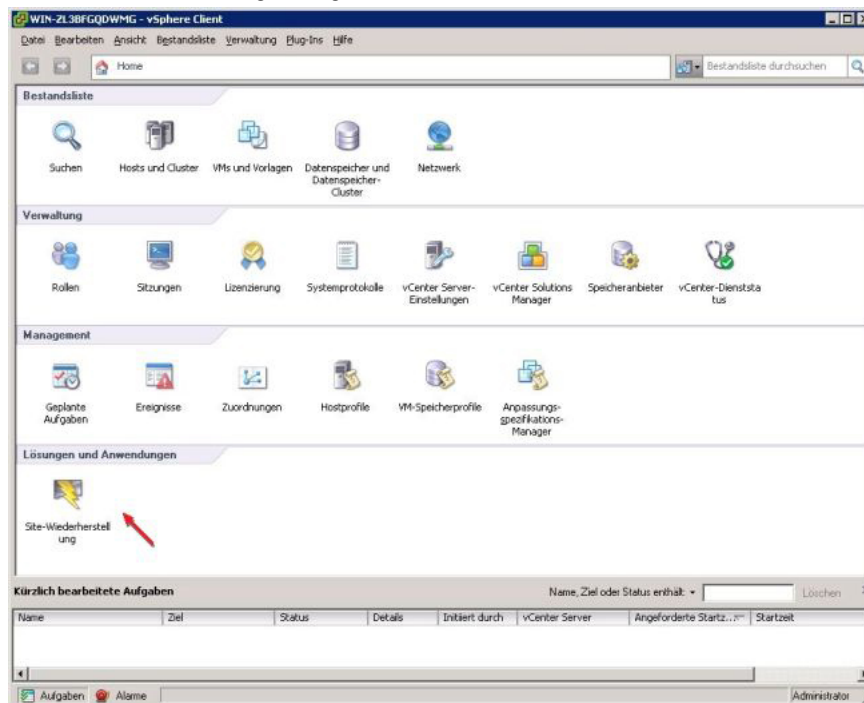 WIN-ZL3BFGQDWMG - vSphere Client
Datei Bearbeiten Ansicht Bestandsliste Verwaltung Plug-Ins Hilfe
Home
Bestandsliste durchsuchen
Bestandsliste
Suchen
Hosts und Cluster
VMs und Vorlagen
Datenspeicher und
Datenspeicher-
Cluster
Netzwerk
Verwaltung
Rollen
Sitzungen
Lizenzierung
Systemprotokolle
vCenter Server-
Einstellungen
vCenter Solutions
Manager
Speicheranbieter
vCenter-Dienststa
tus
Management
Geplante
Aufgaben
Ereignisse
Zuordnungen
Hostprofile
VM-Speicherprofile
Anpassungs-
spezifikations-
Manager
Lösungen und Anwendungen
Site-Wiederherstell
ung
Kürzlich bearbeitete Aufgaben
Name, Ziel oder Status enthält:
Löschen
Name Ziel Status Details Initiiert durch vCenter Server Angeforderte Startz... Startzeit
Aufgaben Alarme Administrator